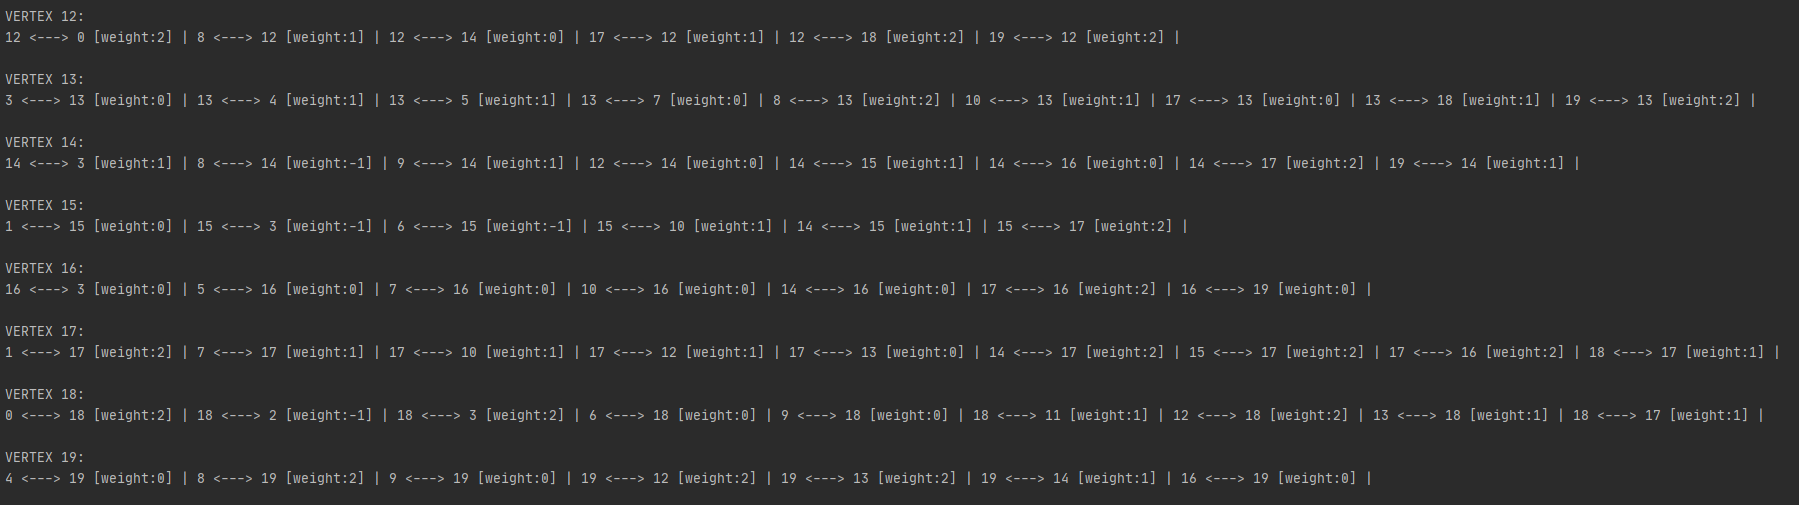 VERTEX 12:
12 <---> 0 [weight:2] | 8 <---> 12 [weight:1] | 12 <---> 14 [weight:0] | 17 <---> 12 [weight:1] | 12 <---> 18 [weight:2] | 19 <---> 12 [weight:2] |
VERTEX 13:
3 <---> 13 [weight:0] | 13 <---> 4 [weight:1] | 13 <---> 5 [weight:1] | 13 <---> 7 [weight:0] | 8 <---> 13 [weight:2] | 10 <---> 13 [weight:1] | 17 <---> 13 [weight:0] | 13 <---> 18 [weight:1] | 19 <---> 13 [weight:2] |
VERTEX 14:
14 <---> 3 [weight:1] | 8 <---> 14 [weight:-1] | 9 <---> 14 [weight:1] | 12 <---> 14 [weight:0] | 14 <---> 15 [weight:1] | 14 <---> 16 [weight:0] | 14 <---> 17 [weight:2] | 19 <---> 14 [weight:1] |
VERTEX 15:
1 <---> 15 [weight:0] | 15 <---> 3 [weight:-1] | 6 <---> 15 [weight:-1] | 15 <---> 10 [weight:1] | 14 <---> 15 [weight:1] | 15 <---> 17 [weight:2] |
VERTEX 16:
16 <---> 3 [weight:0] | 5 <---> 16 [weight:0] | 7 <---> 16 [weight:0] | 10 <---> 16 [weight:0] | 14 <---> 16 [weight:0] | 17 <---> 16 [weight:2] | 16 <---> 19 [weight:0] |
VERTEX 17:
1 <---> 17 [weight:2] | 7 <---> 17 [weight:1] | 17 <---> 10 [weight:1] | 17 <---> 12 [weight:1] | 17 <---> 13 [weight:0] | 14 <---> 17 [weight:2] | 15 <---> 17 [weight:2] | 17 <---> 16 [weight:2] | 18 <---> 17 [weight:1] |
VERTEX 18:
0 <---> 18 [weight:2] | 18 <---> 2 [weight:-1] | 18 <---> 3 [weight:2] | 6 <---> 18 [weight:0] | 9 <---> 18 [weight:0] | 18 <---> 11 [weight:1] | 12 <---> 18 [weight:2] | 13 <---> 18 [weight:1] | 18 <---> 17 [weight:1] |
VERTEX 19:
4 <---> 19 [weight:0] | 8 <---> 19 [weight:2] | 9 <---> 19 [weight:0] | 19 <---> 12 [weight:2] | 19 <---> 13 [weight:2] | 19 <---> 14 [weight:1] | 16 <---> 19 [weight:0] |